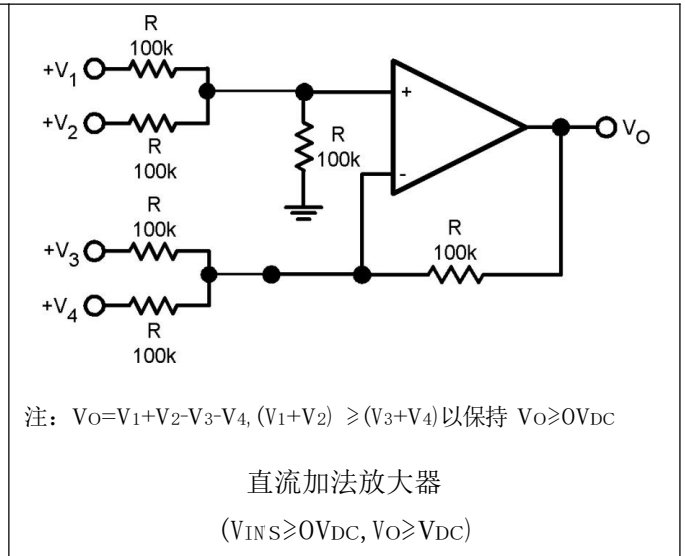 R
100k
+V1
+V2
R
100k
R
100k
+
-
VO
R
100k
+V3
+V4
R
100k
R
100k
注：VO=V1+V2-V3-V4,(V1+V2) ≥(V3+V4)以保持 VO≥0VDC
直流加法放大器
(VINS≥0VDC,VO≥VDC)